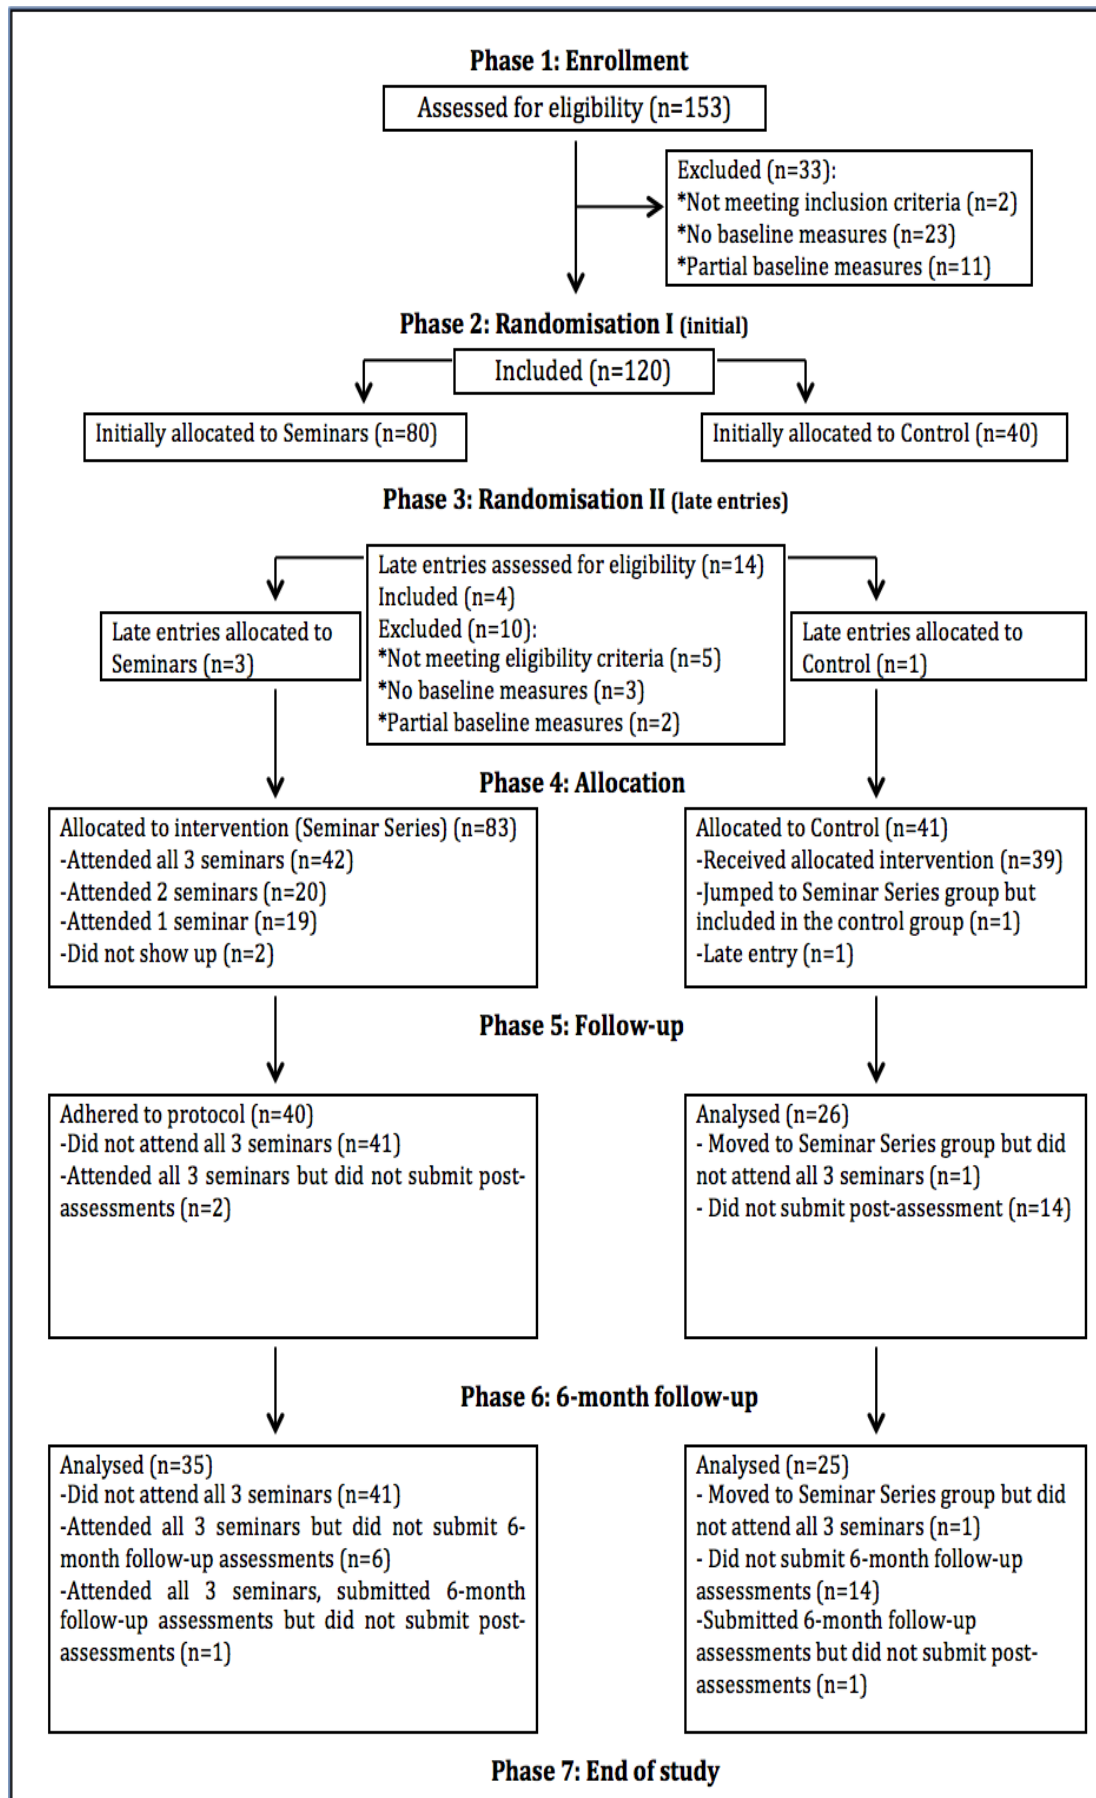 Phase 1: Enrollment
Assessed for eligibility (n=153)
Excluded (n=33):
*Not meeting inclusion criteria (n=2)
*No baseline measures (n=23)
*Partial baseline measures (n=11)
Phase 2: Randomisation I (initial)
Included (n=120)
Initially allocated to Seminars (n=80)
Initially allocated to Control (n=40)
Phase 3: Randomisation II (late entries)
Late entries assessed for eligibility (n=14)
Included (n=4)
Excluded (n=10):
*Not meeting eligibility criteria (n=5)
*No baseline measures (n=3)
*Partial baseline measures (n=2)
Late entries allocated to
Seminars (n=3)
Late entries allocated to
Control (n=1)
Phase 4: Allocation
Allocated to intervention (Seminar Series) (n=83)
-Attended all 3 seminars (n=42)
-Attended 2 seminars (n=20)
-Attended 1 seminar (n=19)
-Did not show up (n=2)
Allocated to Control (n=41)
-Received allocated intervention (n=39)
-Jumped to Seminar Series group but
included in the control group (n=1)
-Late entry (n=1)
Phase 5: Follow-up
Adhered to protocol (n=40)
-Did not attend all 3 seminars (n=41)
-Attended all 3 seminars but did not submit post-
assessments (n=2)
Analysed (n=26)
- Moved to Seminar Series group but did
not attend all 3 seminars (n=1)
- Did not submit post-assessment (n=14)
Phase 6: 6-month follow-up
Analysed (n=35)
-Did not attend all 3 seminars (n=41)
-Attended all 3 seminars but did not submit 6-
month follow-up assessments (n=6)
-Attended all 3 seminars, submitted 6-month
follow-up assessments but did not submit post-
assessments (n=1)
Analysed (n=25)
- Moved to Seminar Series group but did
not attend all 3 seminars (n=1)
- Did not submit 6-month follow-up
assessments (n=14)
-Submitted 6-month follow-up
assessments but did not submit post-
assessments (n=1)
Phase 7: End of study